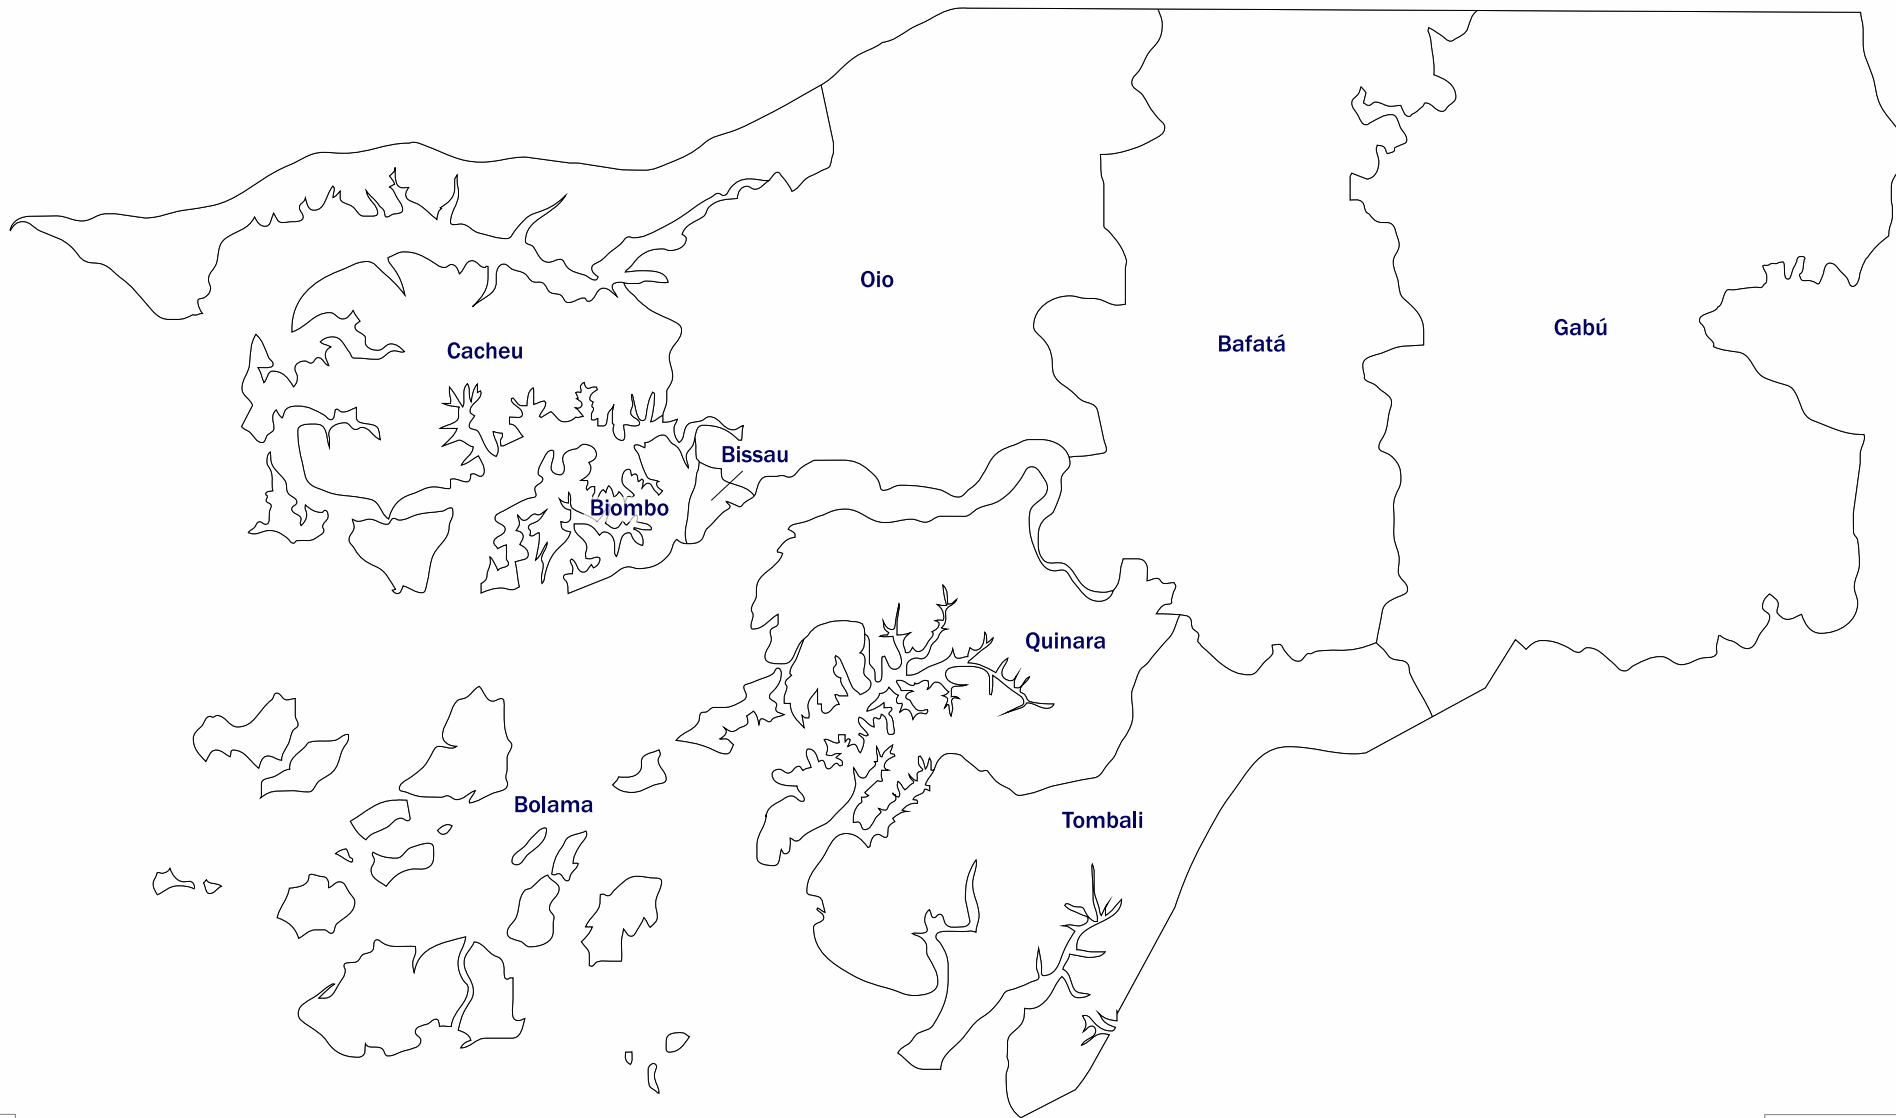 Oio
Gabú
Bafatá
Cacheu
Bissau
Biombo
Quinara
Bolama
Tombali